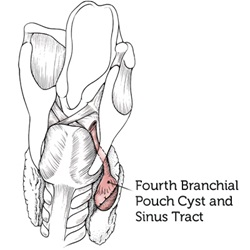 Fourth Branchial
Pouch Cyst and
Sinus Tract